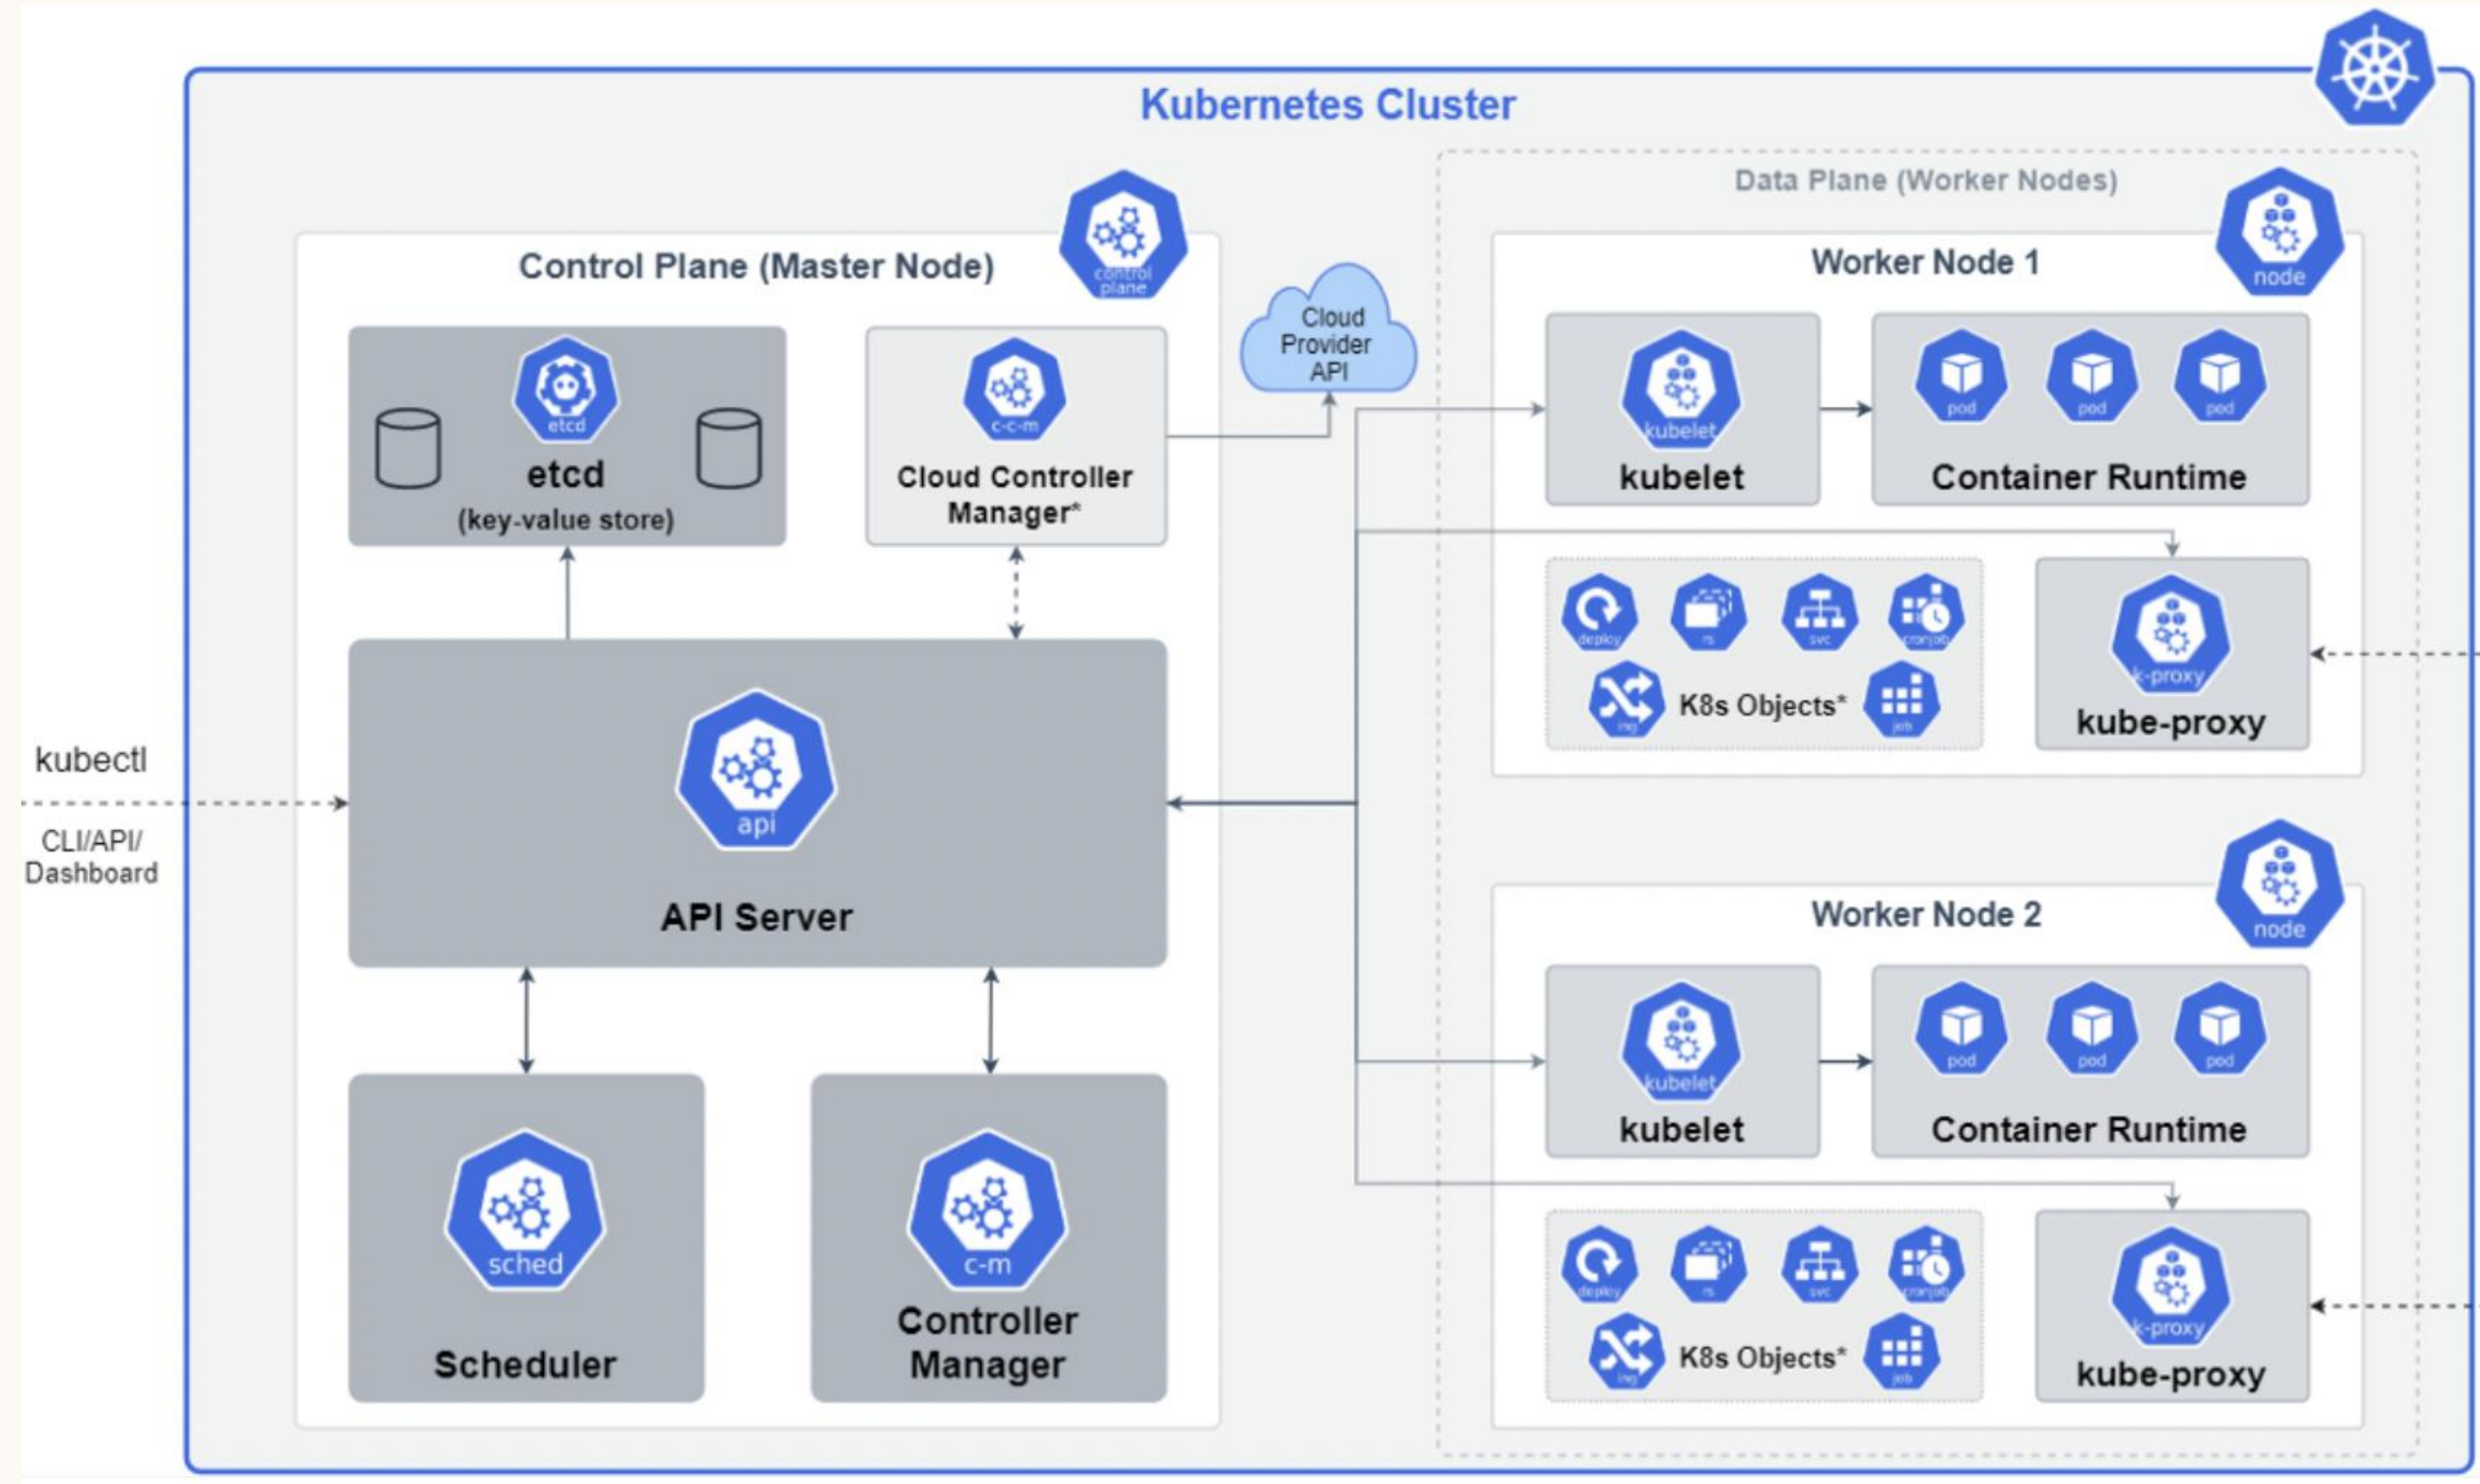 Kubernetes Cluster
kubectl
CLI/API/
Dashboard
Control Plane (Master Node)
control
plane
etcd
etcd
(key-value store)
c-c-m
Cloud Controller
Manager*
Cloud
Provider
API
api
API Server
sched
Scheduler
c-m
Controller
Manager
Data Plane (Worker Nodes)
Worker Node 1
node
kubelet
kubelet
pod
pod
pod
Container Runtime
deploy
rs
svc
cronjob
ing
K8s Objects*
job
k-proxy
kube-proxy
Worker Node 2
node
kubelet
kubelet
pod
pod
pod
Container Runtime
deploy
rs
svc
cronjob
ing
K8s Objects*
job
k-proxy
kube-proxy